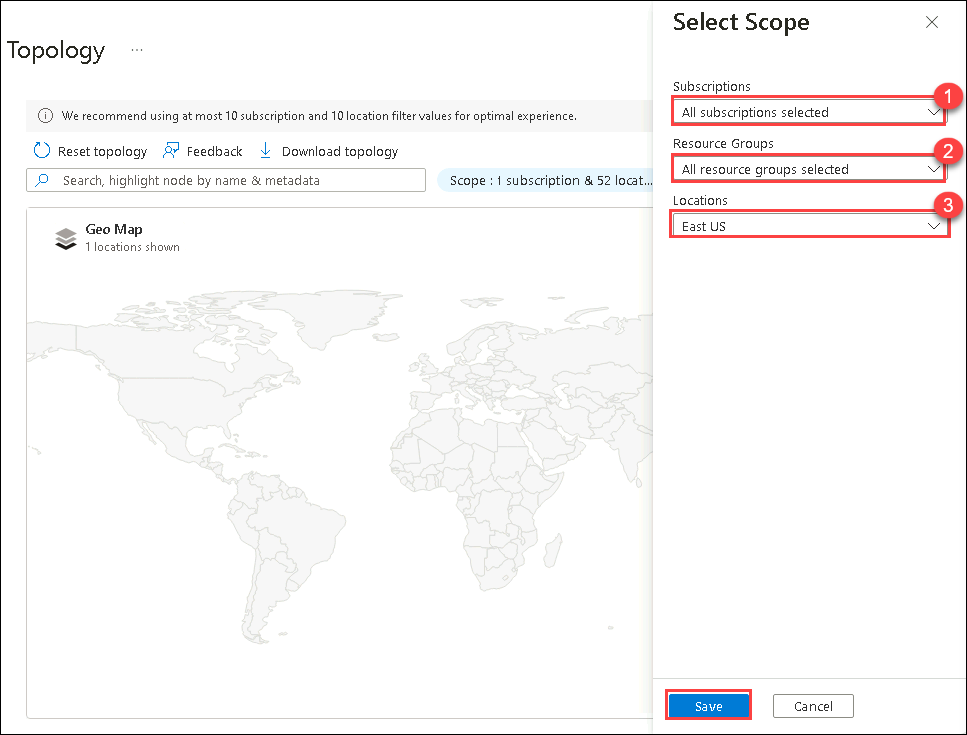 Topology ...
We recommend using at most 10 subscription and 10 location filter values for optimal experience.
Reset topology Feedback Download topology
Search, highlight node by name & metadata Scope : 1 subscription & 52 locat...
Geo Map
1 locations shown
Select Scope
Subscriptions
1
All subscriptions selected
Resource Groups
2
All resource groups selected
Locations
3
East US
Save Cancel